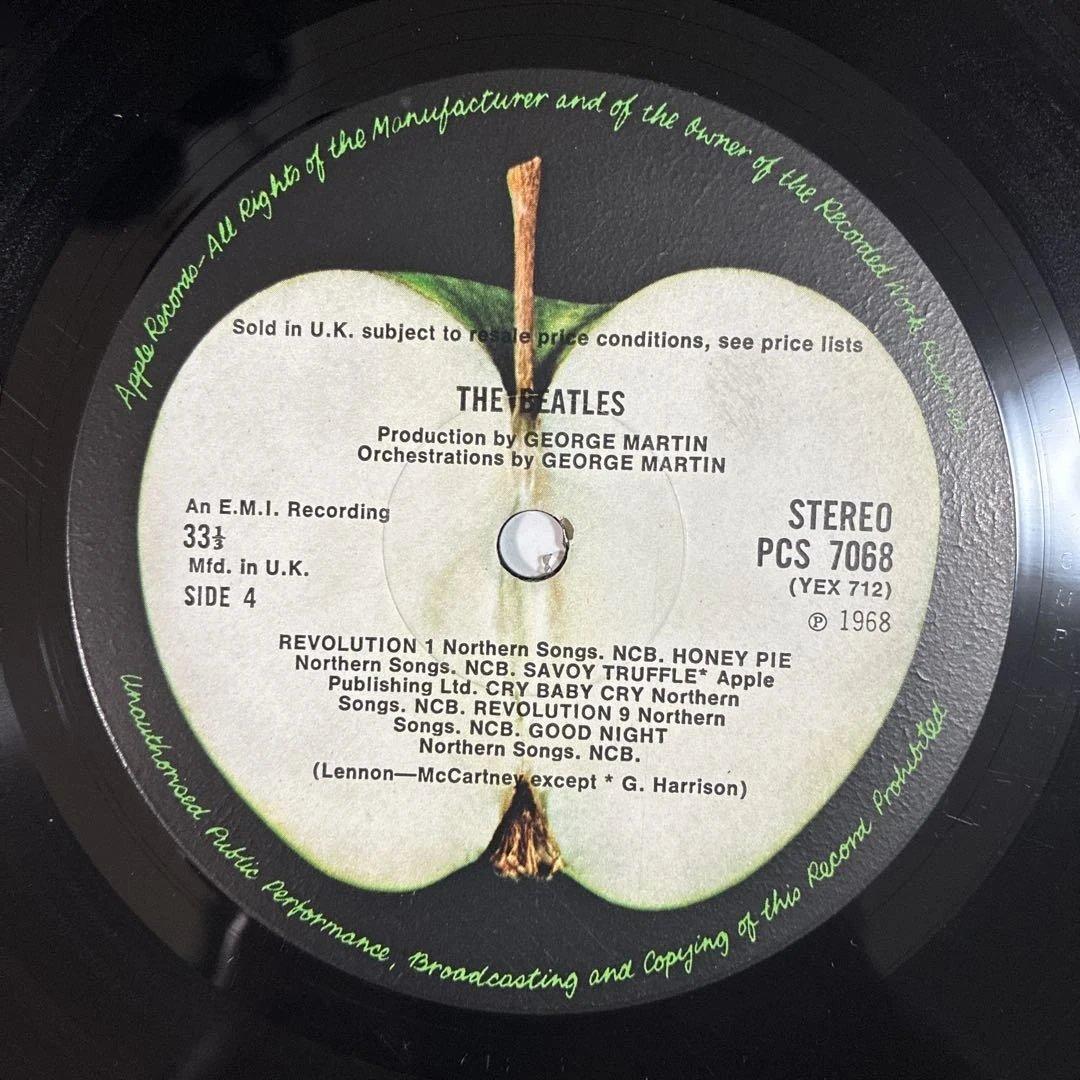 Apple Records—All Rights of the Manufacturer and of the Owner of the Recorded Work
Sold in U.K. subject to resale price conditions, see price lists
THE BEATLES
Production by GEORGE MARTIN
Orchestrations by GEORGE MARTIN
An E.M.I. Recording
33⅓
Mfd. in U.K.
SIDE 4
STEREO
PCS 7068
(YEX 712)
℗ 1968
REVOLUTION 1 Northern Songs. NCB. HONEY PIE
Northern Songs. NCB. SAVOY TRUFFLE* Apple
Publishing Ltd. CRY BABY CRY Northern
Songs. NCB. REVOLUTION 9 Northern
Songs. NCB. GOOD NIGHT
Northern Songs. NCB.
(Lennon—McCartney except * G. Harrison)
Unauthorised Public Performance, Broadcasting and Copying of this Record Prohibited